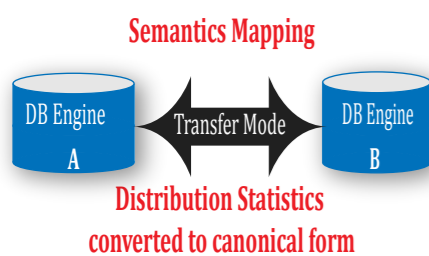 Semantics Mapping
DB Engine
A
Transfer Mode
DB Engine
B
Distribution Statistics
converted to canonical form